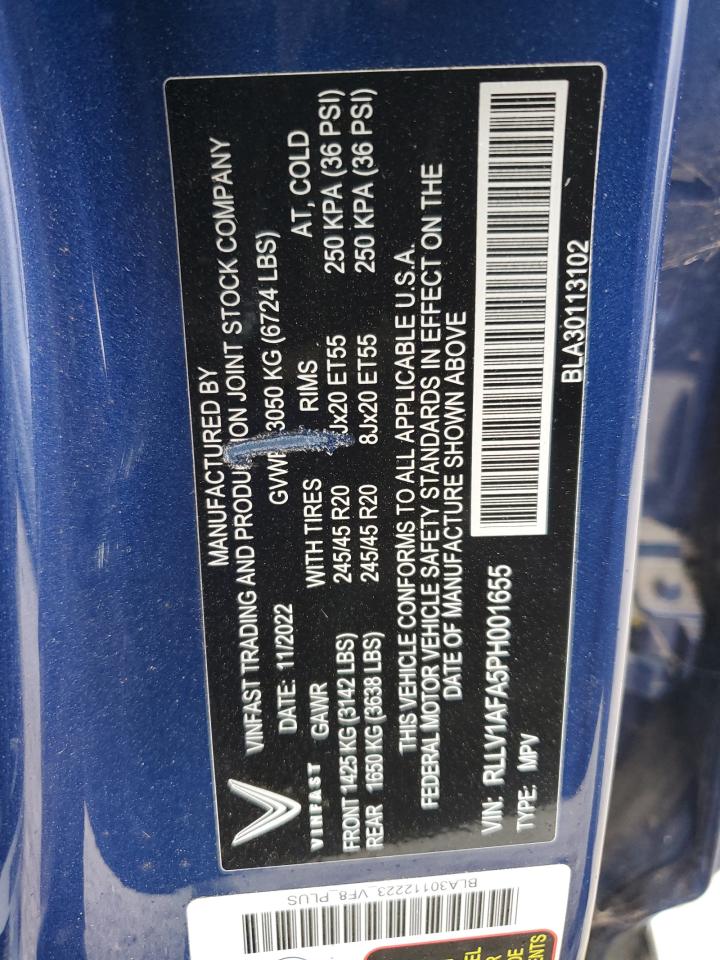 MANUFACTURED BY
VINFAST TRADING AND PRODUCTION JOINT STOCK COMPANY
DATE: 11/2022 GVWR 3050 KG (6724 LBS)
VINFAST
GAWR WITH TIRES RIMS AT, COLD
FRONT 1425 KG (3142 LBS) 245/45 R20 Jx20 ET55 250 KPA (36 PSI)
REAR 1650 KG (3638 LBS) 245/45 R20 8Jx20 ET55 250 KPA (36 PSI)
THIS VEHICLE CONFORMS TO ALL APPLICABLE U.S.A.
FEDERAL MOTOR VEHICLE SAFETY STANDARDS IN EFFECT ON THE
DATE OF MANUFACTURE SHOWN ABOVE
VIN: RLLV1AFA5PH001655
TYPE: MPV
BLA30113102
BLA30112223_VF8_PLUS